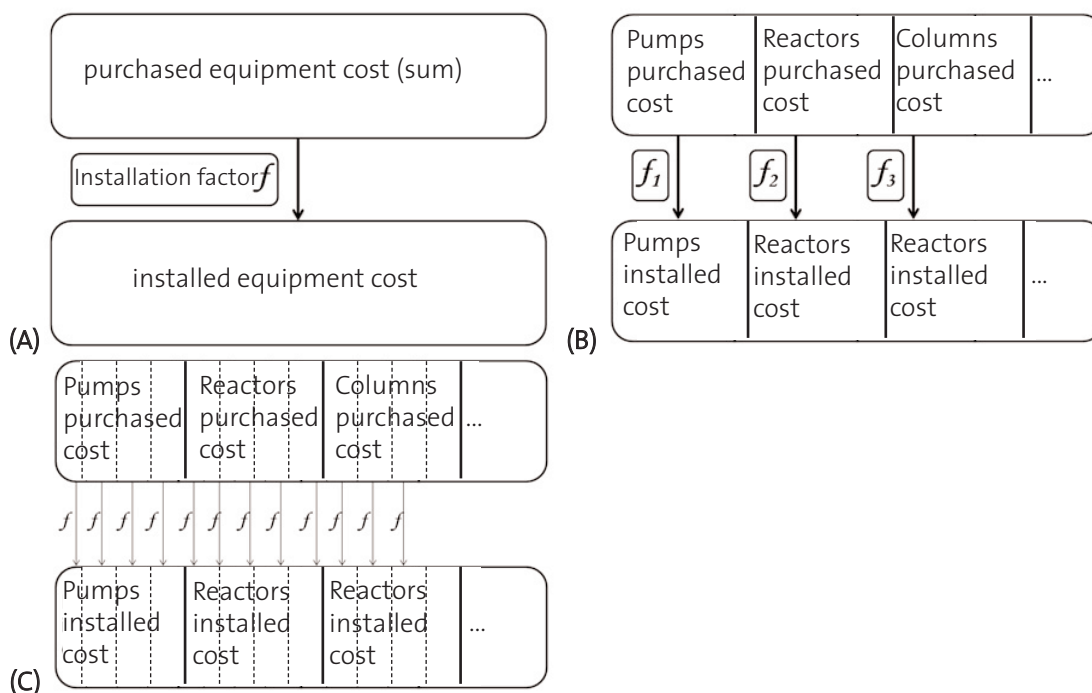 purchased equipment cost (sum)
Installation factor f
installed equipment cost
(A)
Pumps
purchased
cost
Reactors
purchased
cost
Columns
purchased
cost
...
f1
f2
f3
Pumps
installed
cost
Reactors
installed
cost
Reactors
installed
cost
...
(B)
Pumps
purchased
cost
Reactors
purchased
cost
Columns
purchased
cost
...
f f f f f f f f f f f
Pumps
installed
cost
Reactors
installed
cost
Reactors
installed
cost
...
(C)